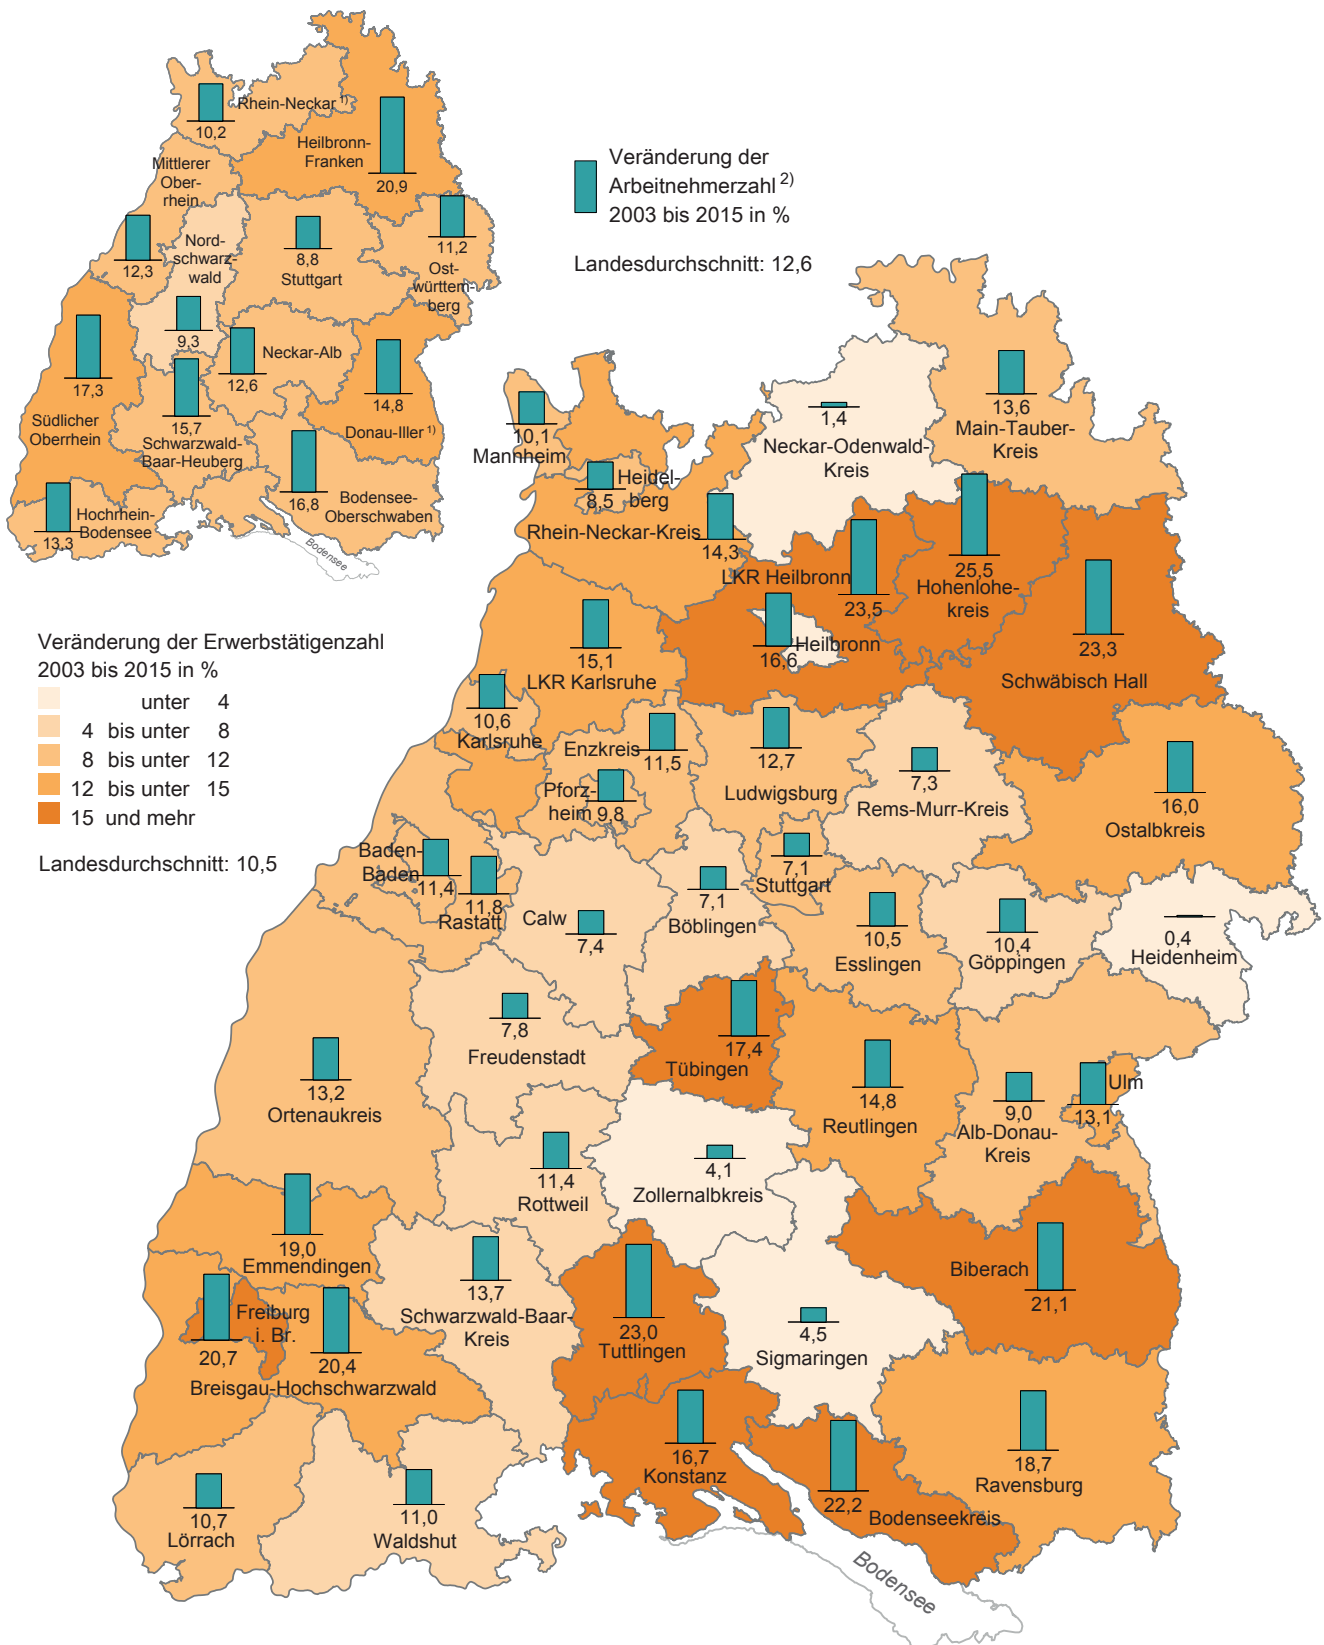 Rhein-Neckar 1)
10,2
Heilbronn-
Franken
20,9
Mittlerer
Ober-
rhein
12,3
Nord-
schwarz-
wald
9,3
8,8
Stuttgart
11,2
Ost-
württem-
berg
17,3
Südlicher
Oberrhein
12,6
Neckar-Alb
15,7
Schwarzwald-
Baar-Heuberg
14,8
Donau-Iller 1)
16,8
Bodensee-
Oberschwaben
13,3
Hochrhein-
Bodensee
Bodensee
Veränderung der
Arbeitnehmerzahl 2)
2003 bis 2015 in %
Landesdurchschnitt: 12,6
Veränderung der Erwerbstätigenzahl
2003 bis 2015 in %
unter 4
4 bis unter 8
8 bis unter 12
12 bis unter 15
15 und mehr
Landesdurchschnitt: 10,5
10,1
Mannheim
8,5
Heidel-
berg
Rhein-Neckar-Kreis
14,3
1,4
Neckar-Odenwald-
Kreis
13,6
Main-Tauber-
Kreis
LKR Heilbronn
23,5
16,6
Heilbronn
25,5
Hohenlohe-
kreis
23,3
Schwäbisch Hall
15,1
LKR Karlsruhe
10,6
Karlsruhe
Enzkreis
11,5
Pforz-
heim
9,8
12,7
Ludwigsburg
7,3
Rems-Murr-Kreis
16,0
Ostalbkreis
Baden-
Baden
11,4
11,8
Rastatt
Calw
7,4
7,1
Böblingen
7,1
Stuttgart
10,5
Esslingen
10,4
Göppingen
0,4
Heidenheim
7,8
Freudenstadt
17,4
Tübingen
14,8
Reutlingen
9,0
Alb-Donau-
Kreis
Ulm
13,1
13,2
Ortenaukreis
11,4
Rottweil
4,1
Zollernalbkreis
19,0
Emmendingen
Freiburg
i. Br.
20,7
20,4
Breisgau-Hochschwarzwald
13,7
Schwarzwald-Baar-
Kreis
23,0
Tuttlingen
4,5
Sigmaringen
Biberach
21,1
16,7
Konstanz
22,2
Bodenseekreis
18,7
Ravensburg
10,7
Lörrach
11,0
Waldshut
Bodensee